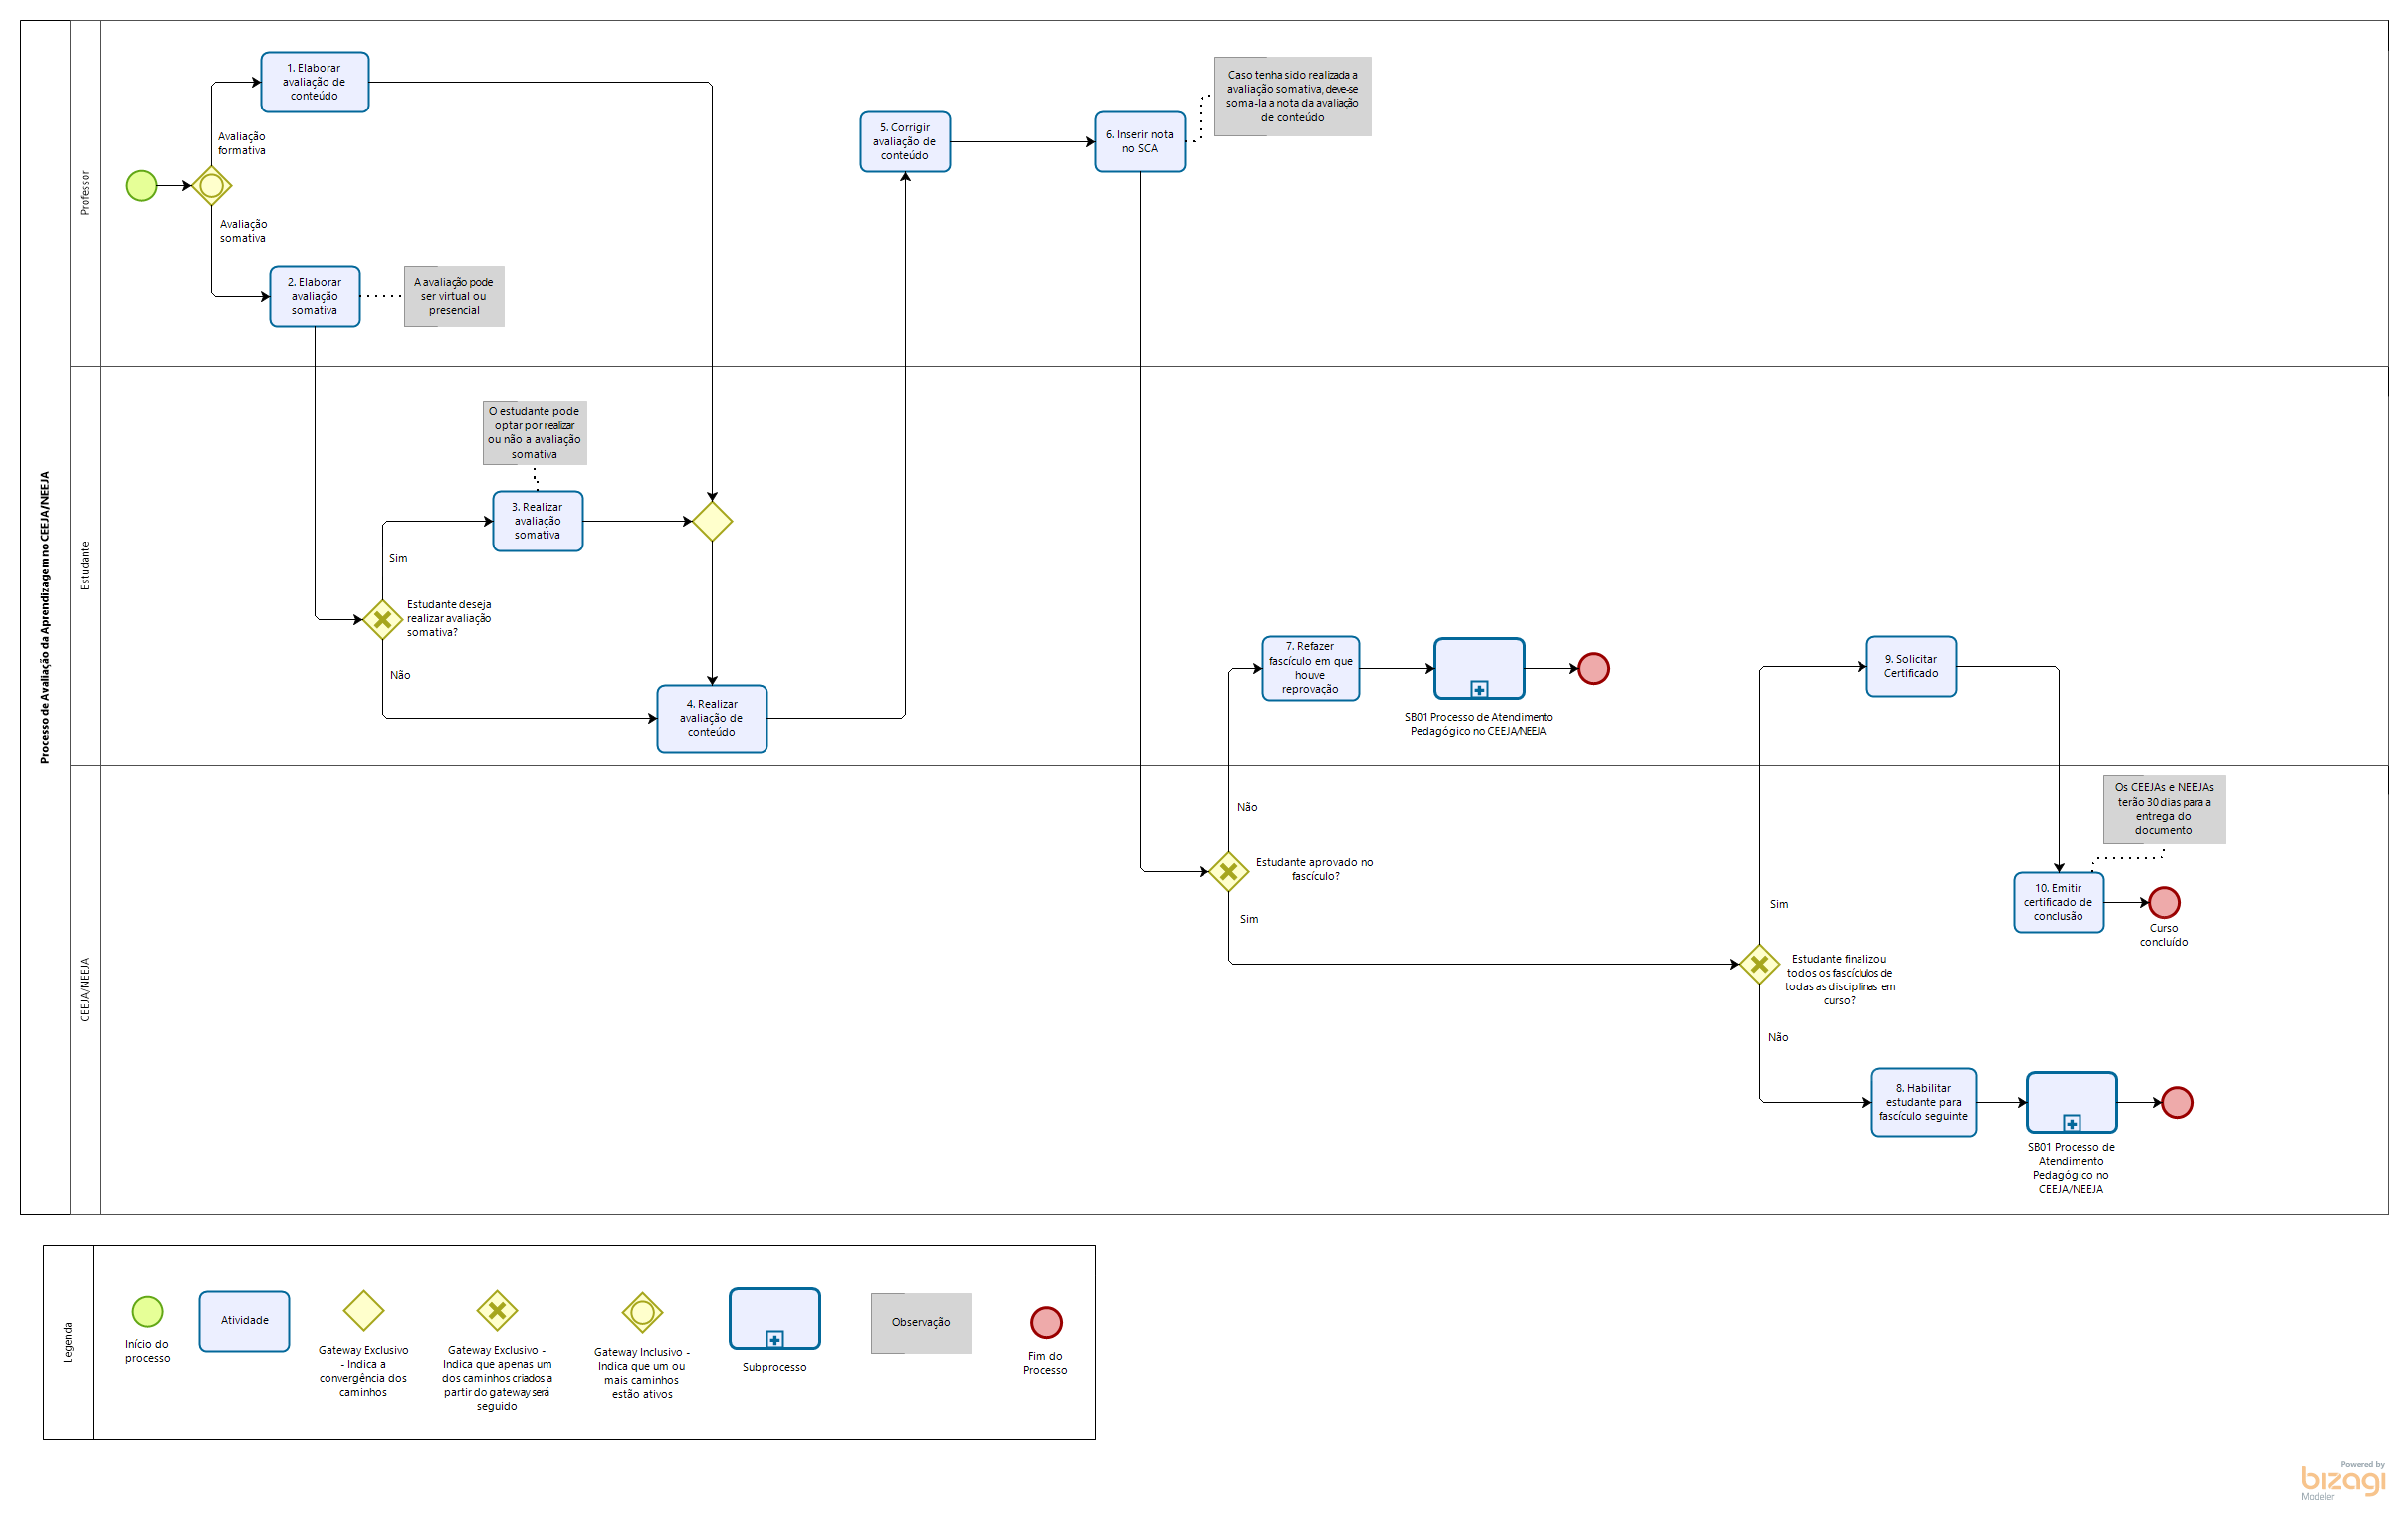 Processo de Avaliação da Aprendizagem no CEEJA/NEEJA
Professor
1. Elaborar
avaliação de
conteúdo
Avaliação
formativa
Avaliação
somativa
2. Elaborar
avaliação
somativa
A avaliação pode
ser virtual ou
presencial
5. Corrigir
avaliação de
conteúdo
6. Inserir nota
no SCA
Caso tenha sido realizada a
avaliação somativa, deve-se
soma-la a nota da avaliação
de conteúdo
Estudante
O estudante pode
optar por realizar
ou não a avaliação
somativa
3. Realizar
avaliação
somativa
Sim
Estudante deseja
realizar avaliação
somativa?
Não
4. Realizar
avaliação de
conteúdo
7. Refazer
fascículo em que
houve
reprovação
SB01 Processo de Atendimento
Pedagógico no CEEJA/NEEJA
9. Solicitar
Certificado
CEEJA/NEEJA
Não
Estudante aprovado no
fascículo?
Sim
Sim
Estudante finalizou
todos os fascíclulos de
todas as disciplinas em
curso?
Não
Os CEEJAs e NEEJAs
terão 30 dias para a
entrega do
documento
10. Emitir
certificado de
conclusão
Curso
concluído
8. Habilitar
estudante para
fascículo seguinte
SB01 Processo de
Atendimento
Pedagógico no
CEEJA/NEEJA
Legenda
Início do
processo
Atividade
Gateway Exclusivo
- Indica a
convergência dos
caminhos
Gateway Exclusivo -
Indica que apenas um
dos caminhos criados a
partir do gateway será
seguido
Gateway Inclusivo -
Indica que um ou
mais caminhos
estão ativos
Subprocesso
Observação
Fim do
Processo
Powered by
bizagi
Modeler